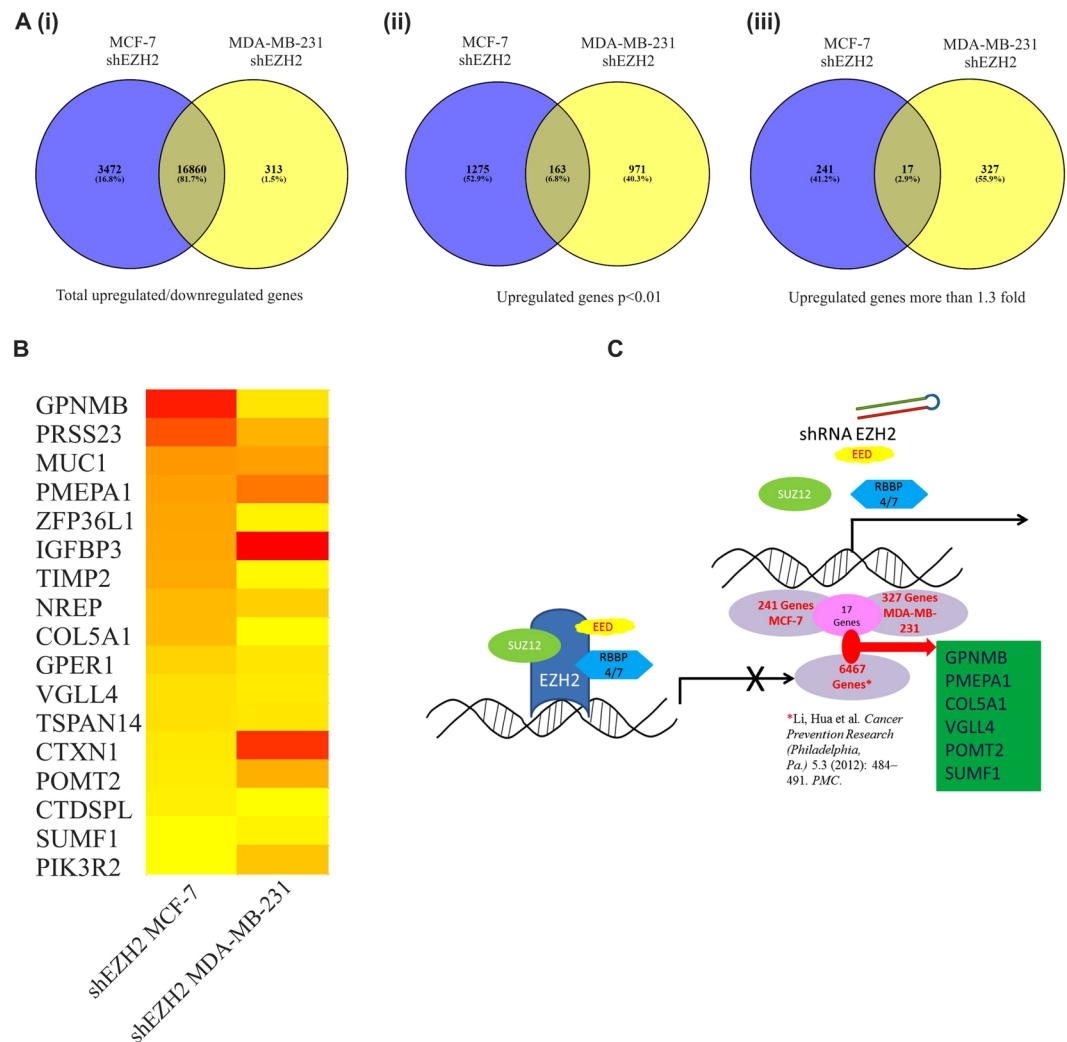 A (i)
MCF-7
shEZH2
MDA-MB-231
shEZH2
3472
(16.8%)
16860
(81.7%)
313
(1.5%)
Total upregulated/downregulated genes
(ii)
MCF-7
shEZH2
MDA-MB-231
shEZH2
1275
(52.9%)
163
(6.8%)
971
(40.3%)
Upregulated genes p<0.01
(iii)
MCF-7
shEZH2
MDA-MB-231
shEZH2
241
(41.2%)
17
(2.9%)
327
(55.9%)
Upregulated genes more than 1.3 fold
B
GPNMB
PRSS23
MUC1
PMEPA1
ZFP36L1
IGFBP3
TIMP2
NREP
COL5A1
GPER1
VGLL4
TSPAN14
CTXN1
POMT2
CTDSPL
SUMF1
PIK3R2
shEZH2 MCF-7
shEZH2 MDA-MB-231
C
SUZ12
EED
RBBP
4/7
EZH2
X
shRNA EZH2
EED
SUZ12
RBBP
4/7
241 Genes
MCF-7
17
Genes
327 Genes
MDA-MB-
231
6467
Genes*
*Li, Hua et al. Cancer
Prevention Research
(Philadelphia,
Pa.) 5.3 (2012): 484–
491. PMC.
GPNMB
PMEPA1
COL5A1
VGLL4
POMT2
SUMF1